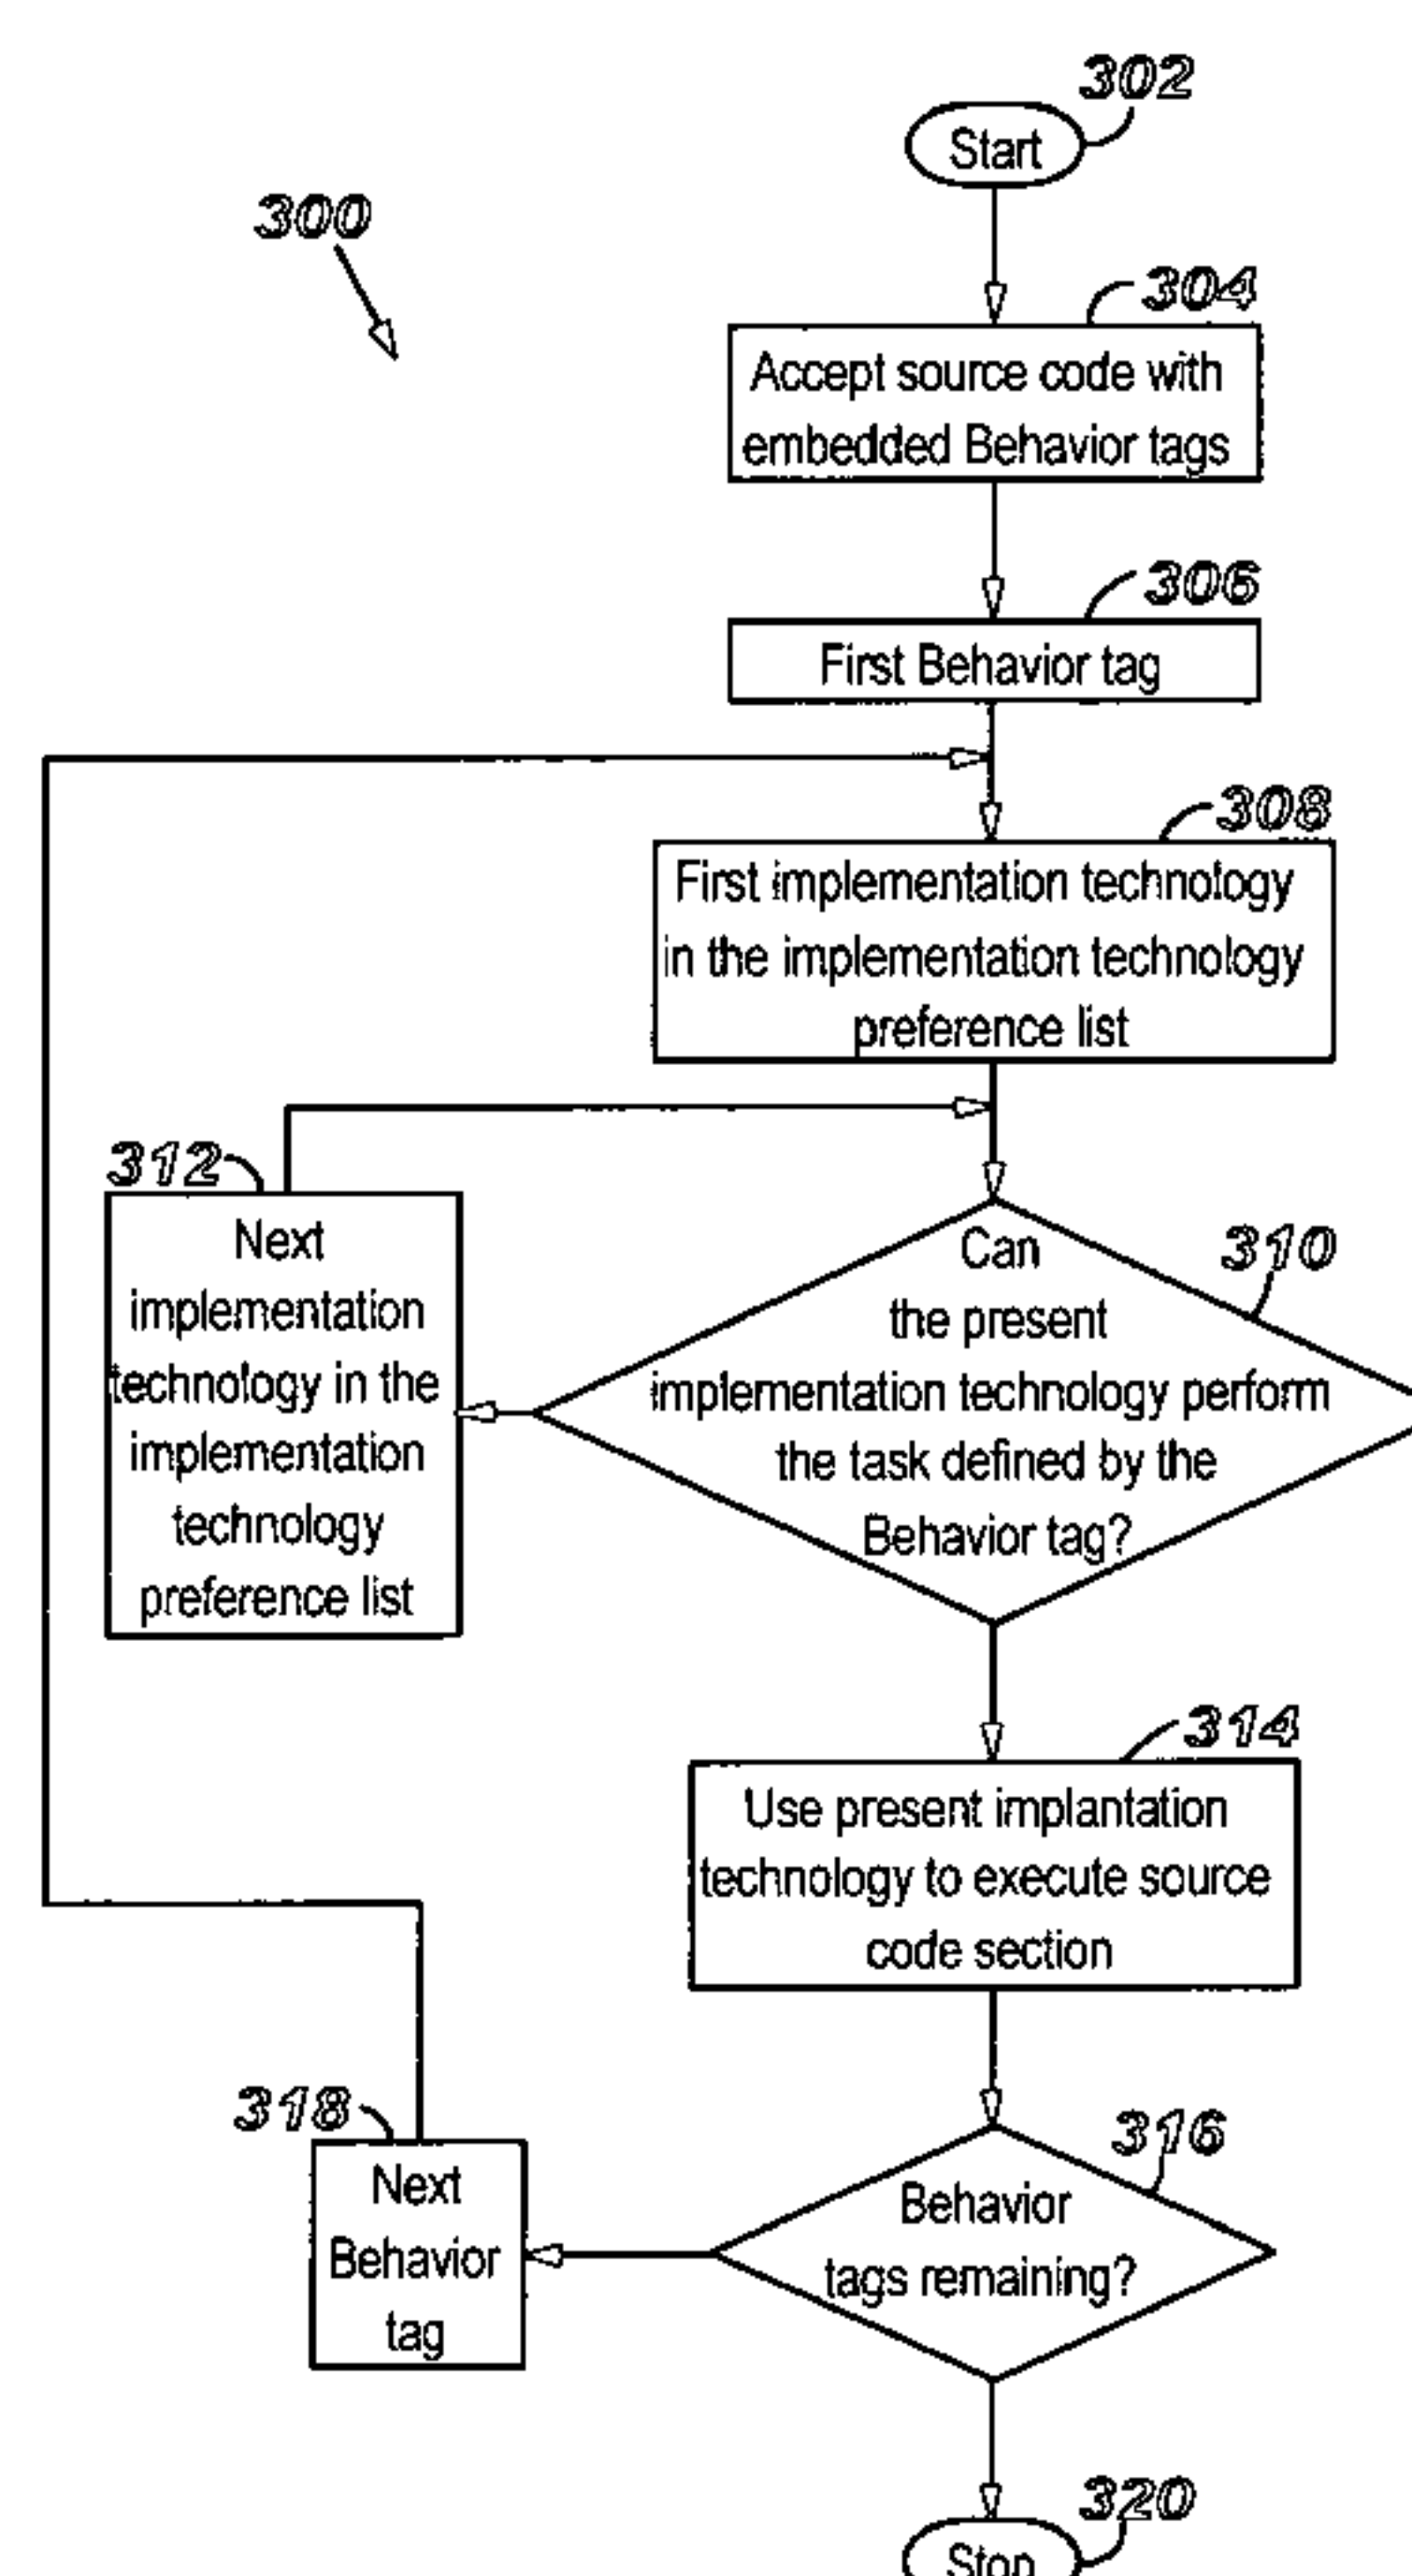 302
Start
300
304
Accept source code with
embedded Behavior tags
306
First Behavior tag
308
First implementation technology
in the implementation technology
preference list
312
Next
implementation
technology in the
implementation
technology
preference list
310
Can
the present
implementation technology perform
the task defined by the
Behavior tag?
314
Use present implantation
technology to execute source
code section
318
Next
Behavior
tag
316
Behavior
tags remaining?
320
Stop